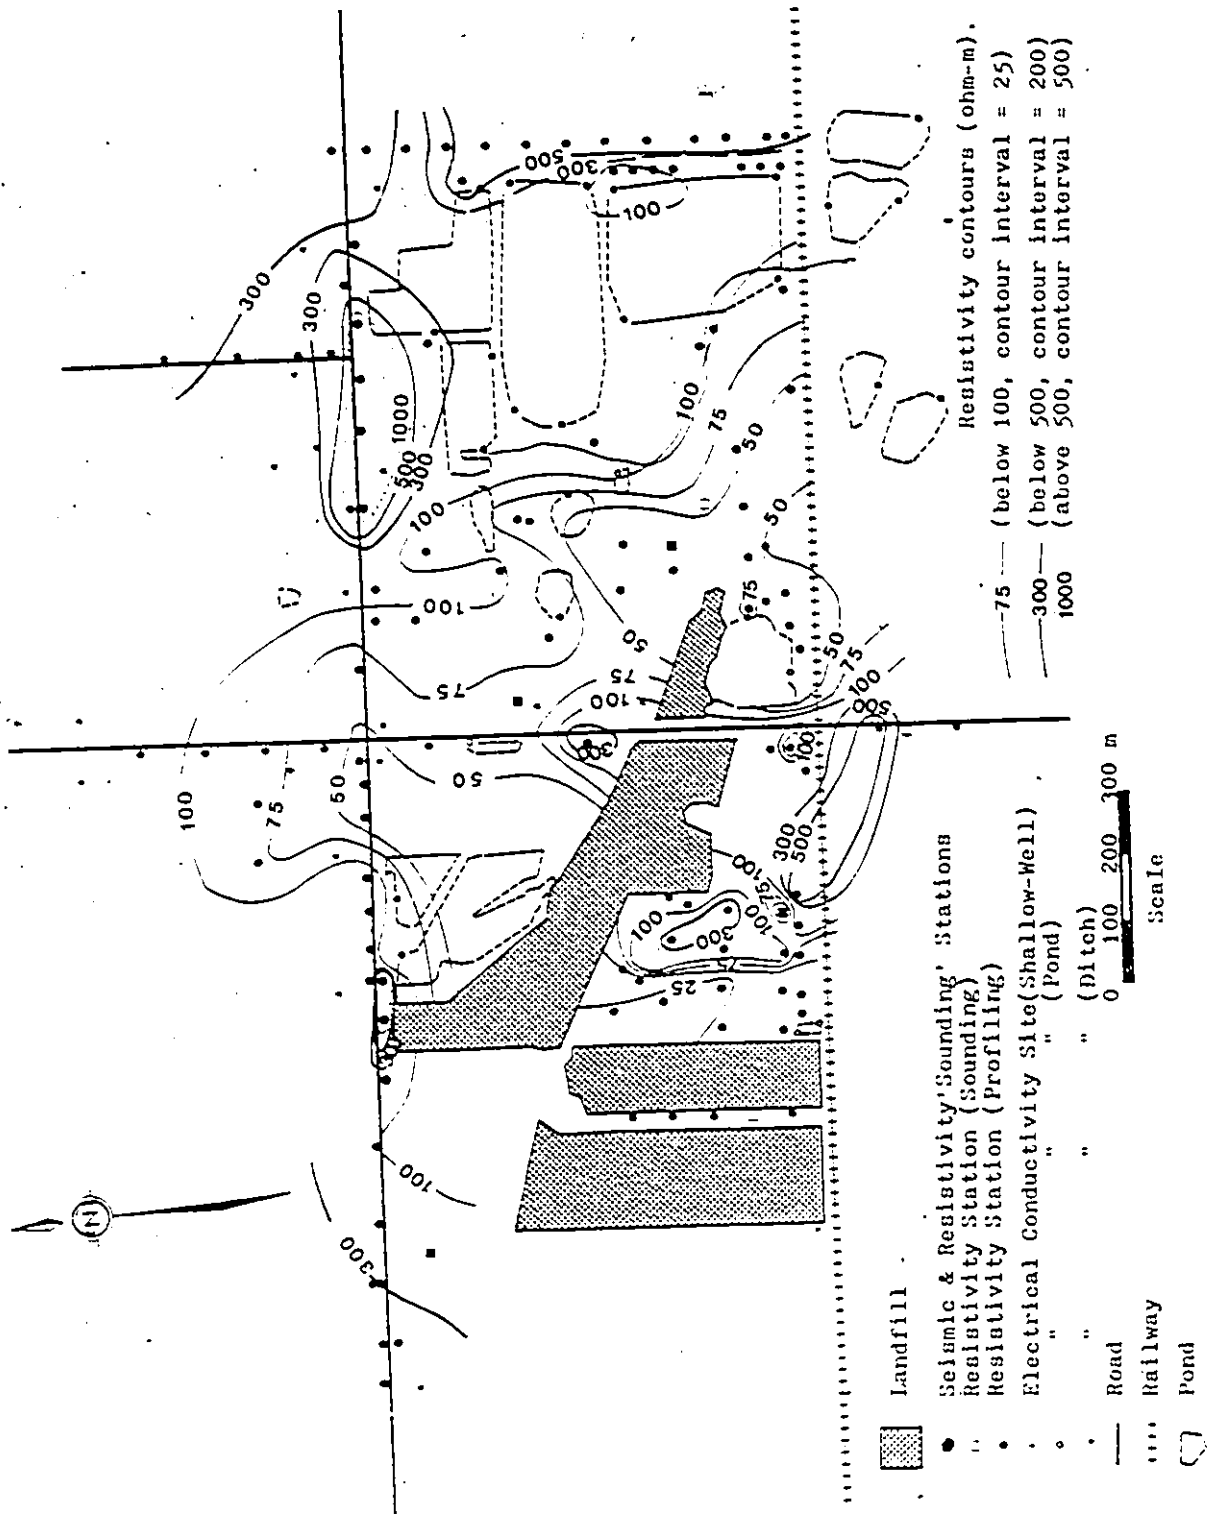 N
300
300
1000
500
300
100
100
75
50
100
75
50
300
100
75
50
75
100
300
500
300
100
100
75
50
50
75
50
75
100
500
100
300
500
100
75
100
100
300
25
100
300
Landfill
Seismic & Resistivity'Sounding' Stations
Resistivity Station (Sounding)
Resistivity Station (Profiling)
Electrical Conductivity Site(Shallow-Well)
" " (Pond)
" " (Ditch)
Road
Railway
Pond
0 100 200 300 m
Scale
Resistivity contours (ohm-m).
75 (below 100, contour interval = 25)
300 (below 500, contour interval = 200)
1000 (above 500, contour interval = 500)